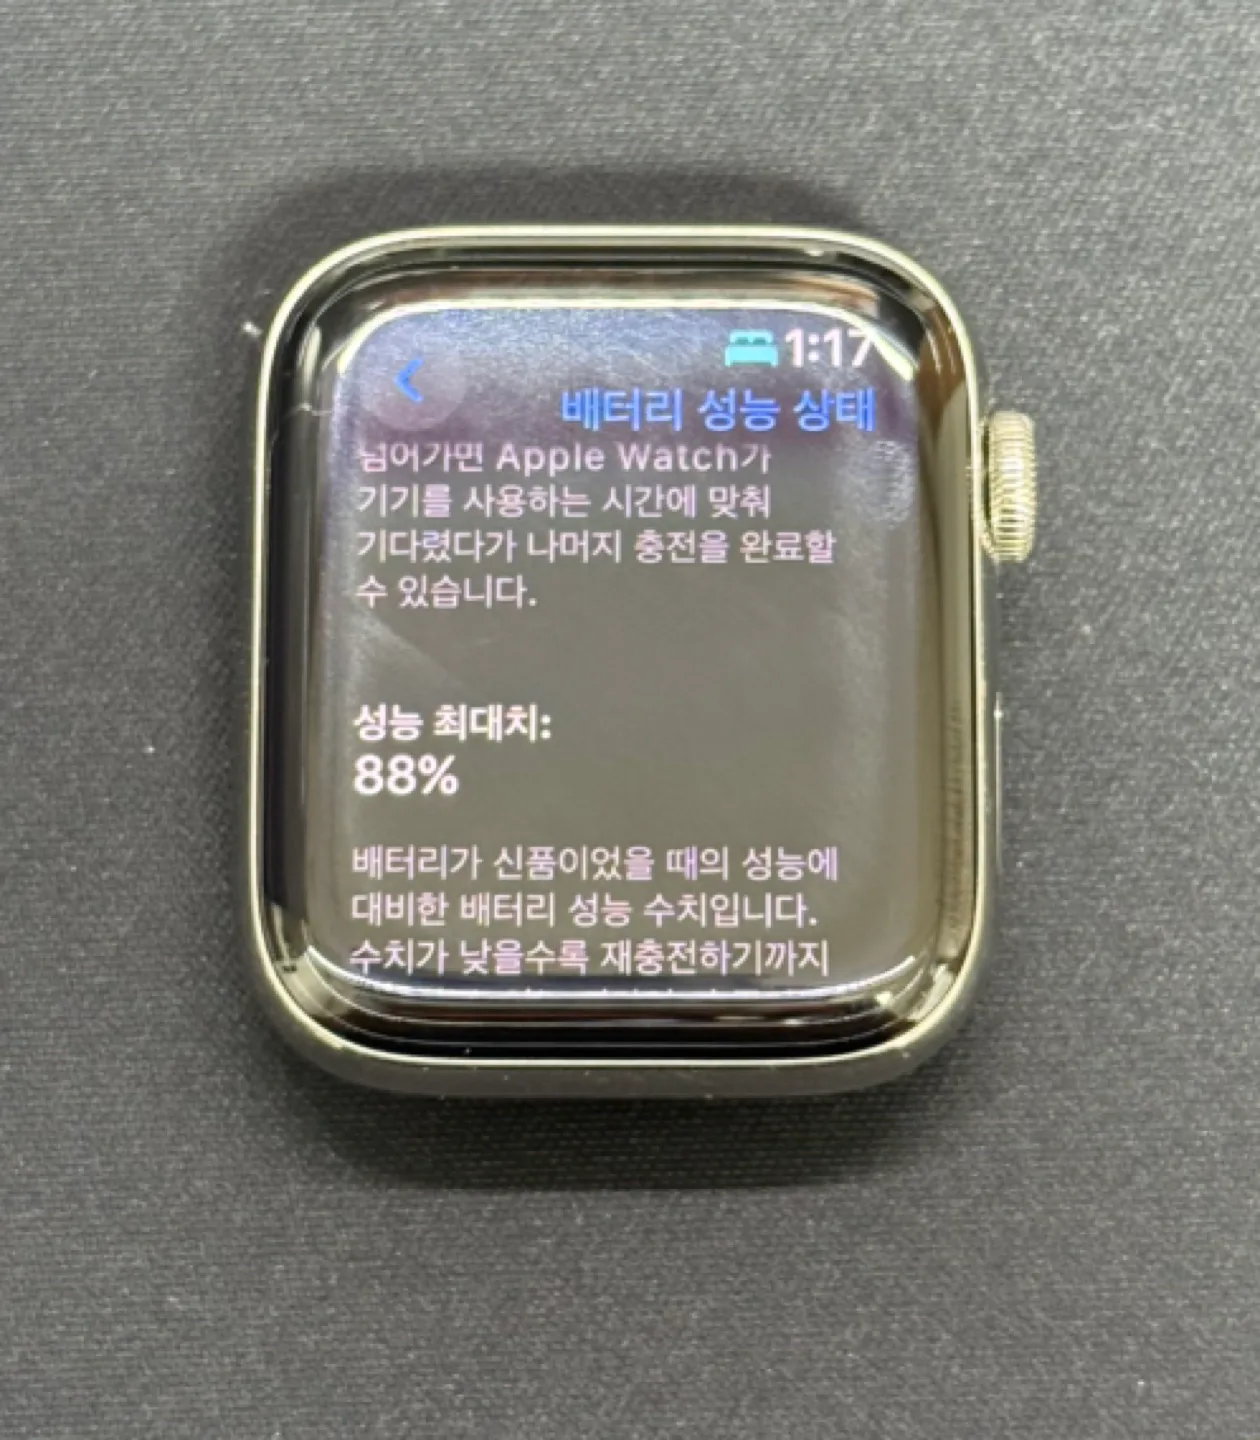 1:17
배터리 성능 상태
넘어가면 Apple Watch가
기기를 사용하는 시간에 맞춰
기다렸다가 나머지 충전을 완료할
수 있습니다.
성능 최대치:
88%
배터리가 신품이었을 때의 성능에
대비한 배터리 성능 수치입니다.
수치가 낮을수록 재충전하기까지